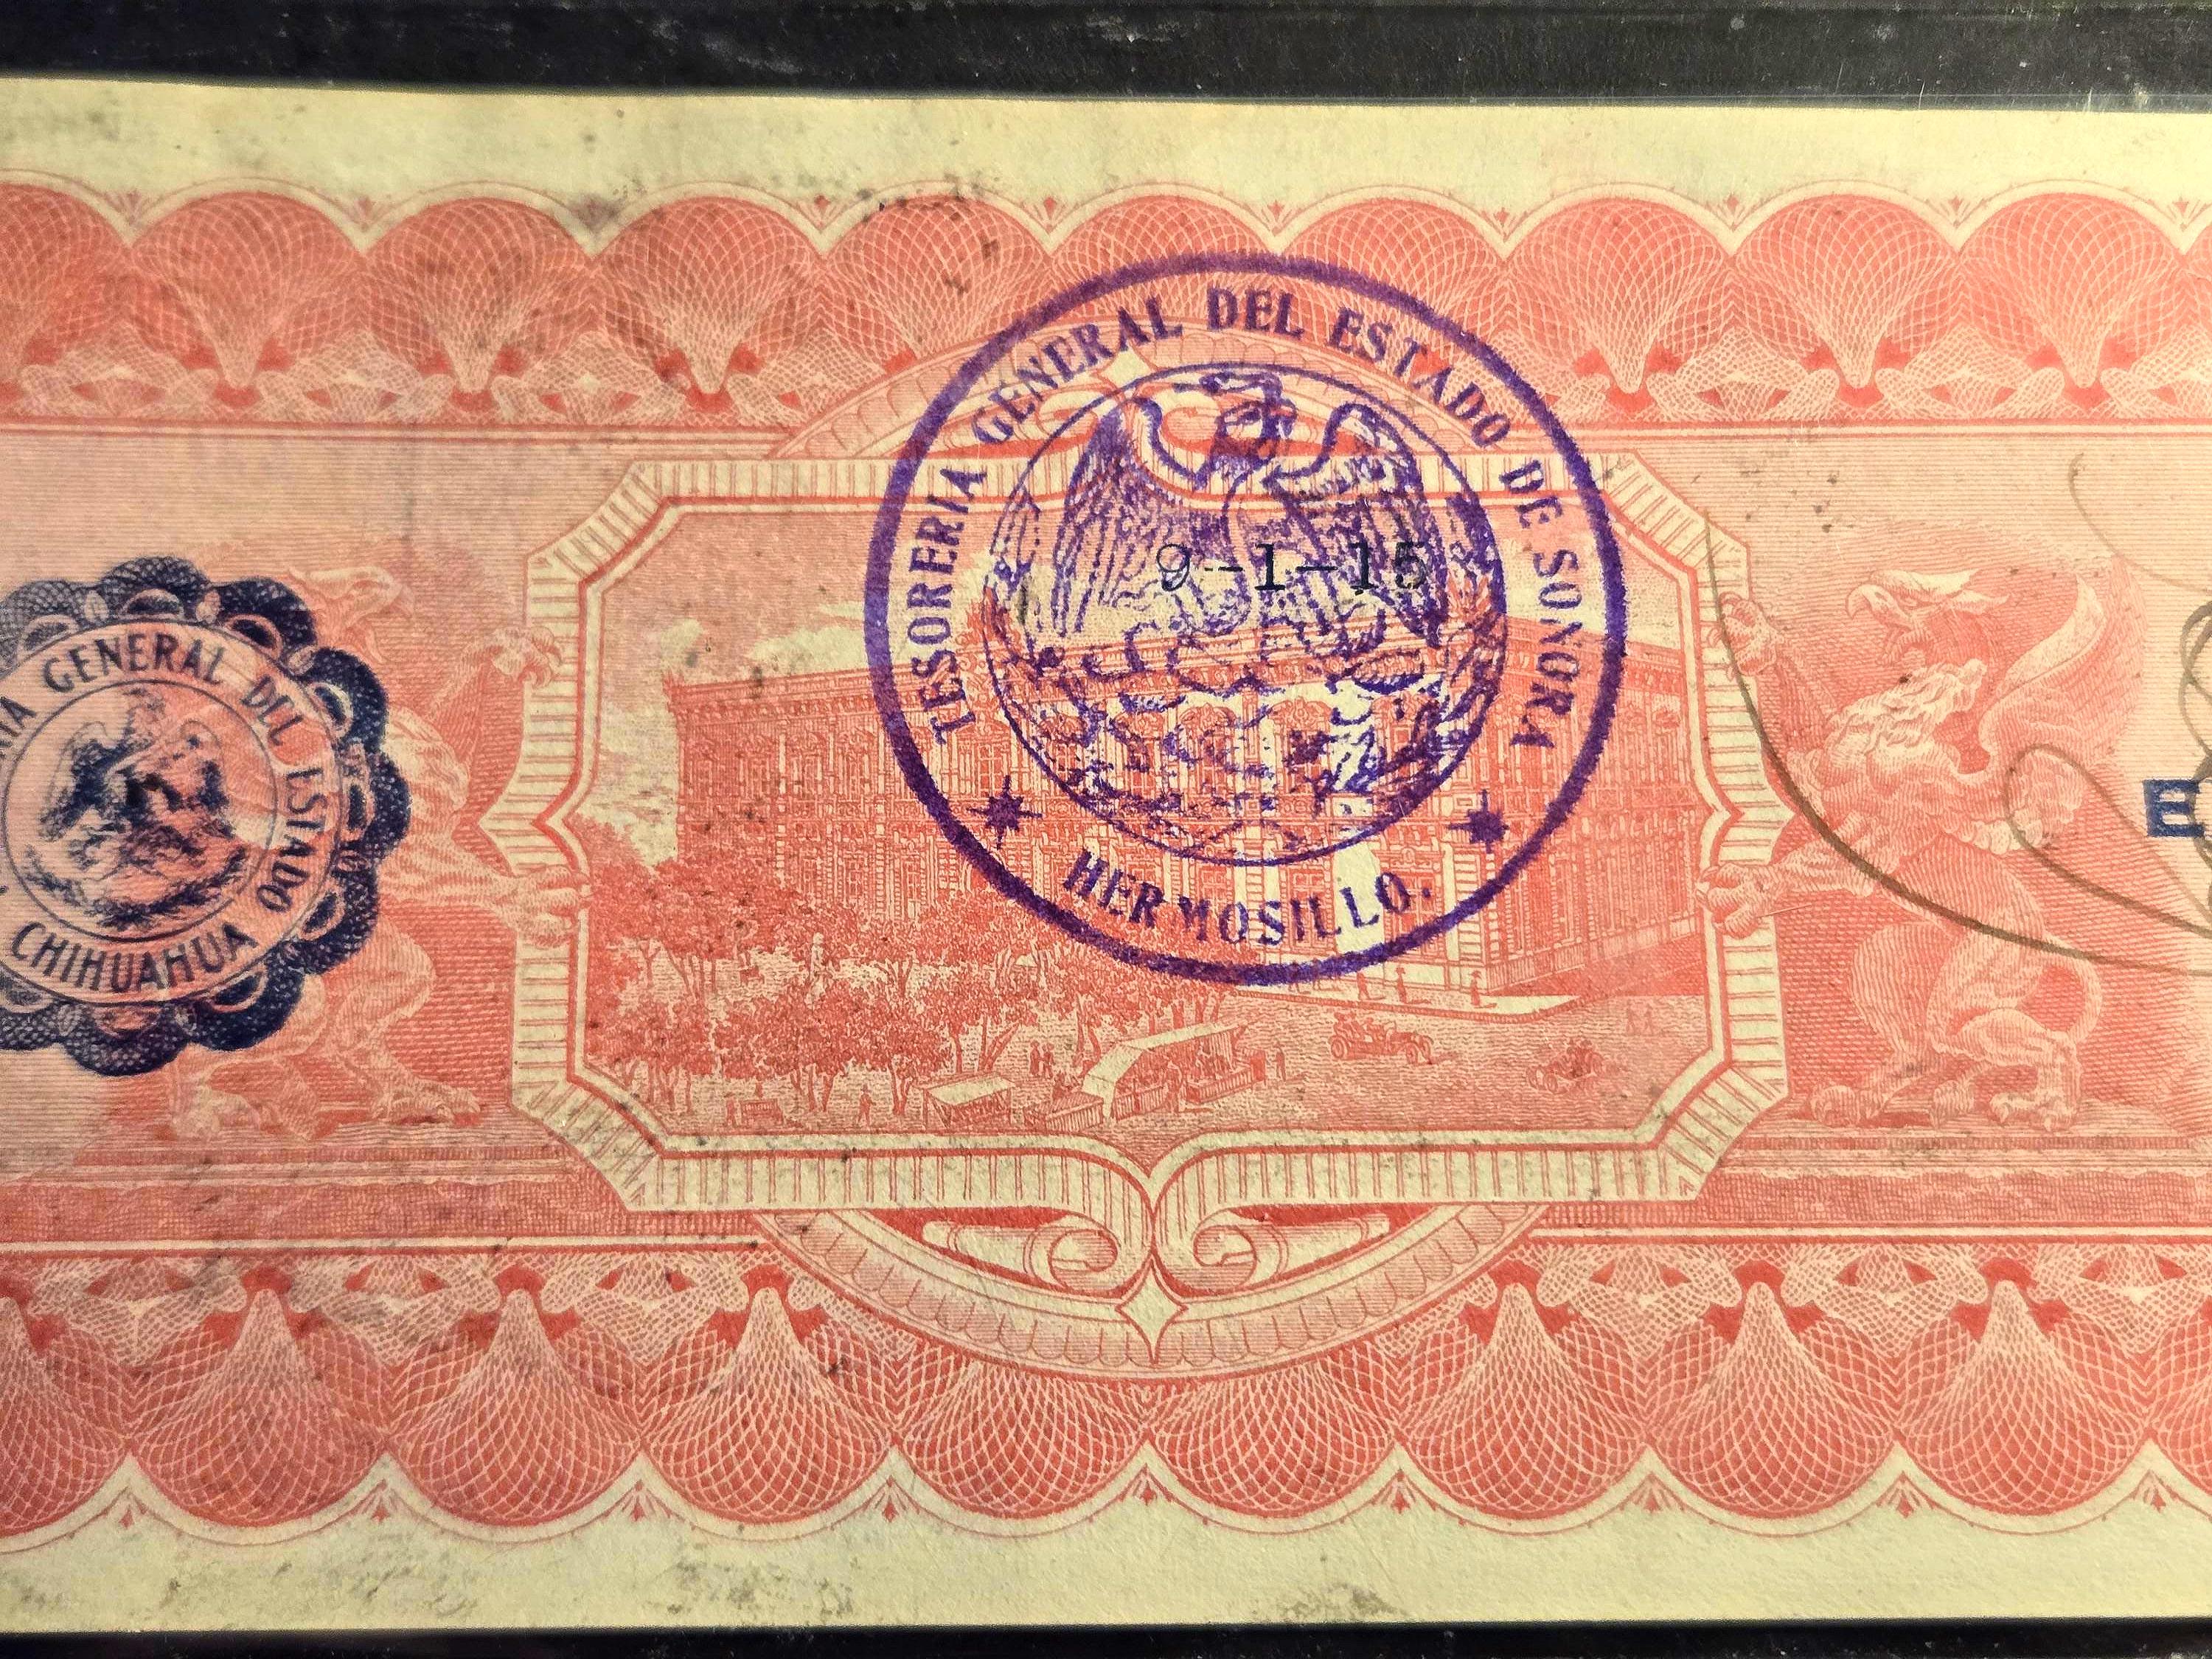 TESORERIA GENERAL DEL ESTADO DE SONORA
9-1-15
HERMOSILLO.
GENERAL DEL ESTADO
CHIHUAHUA